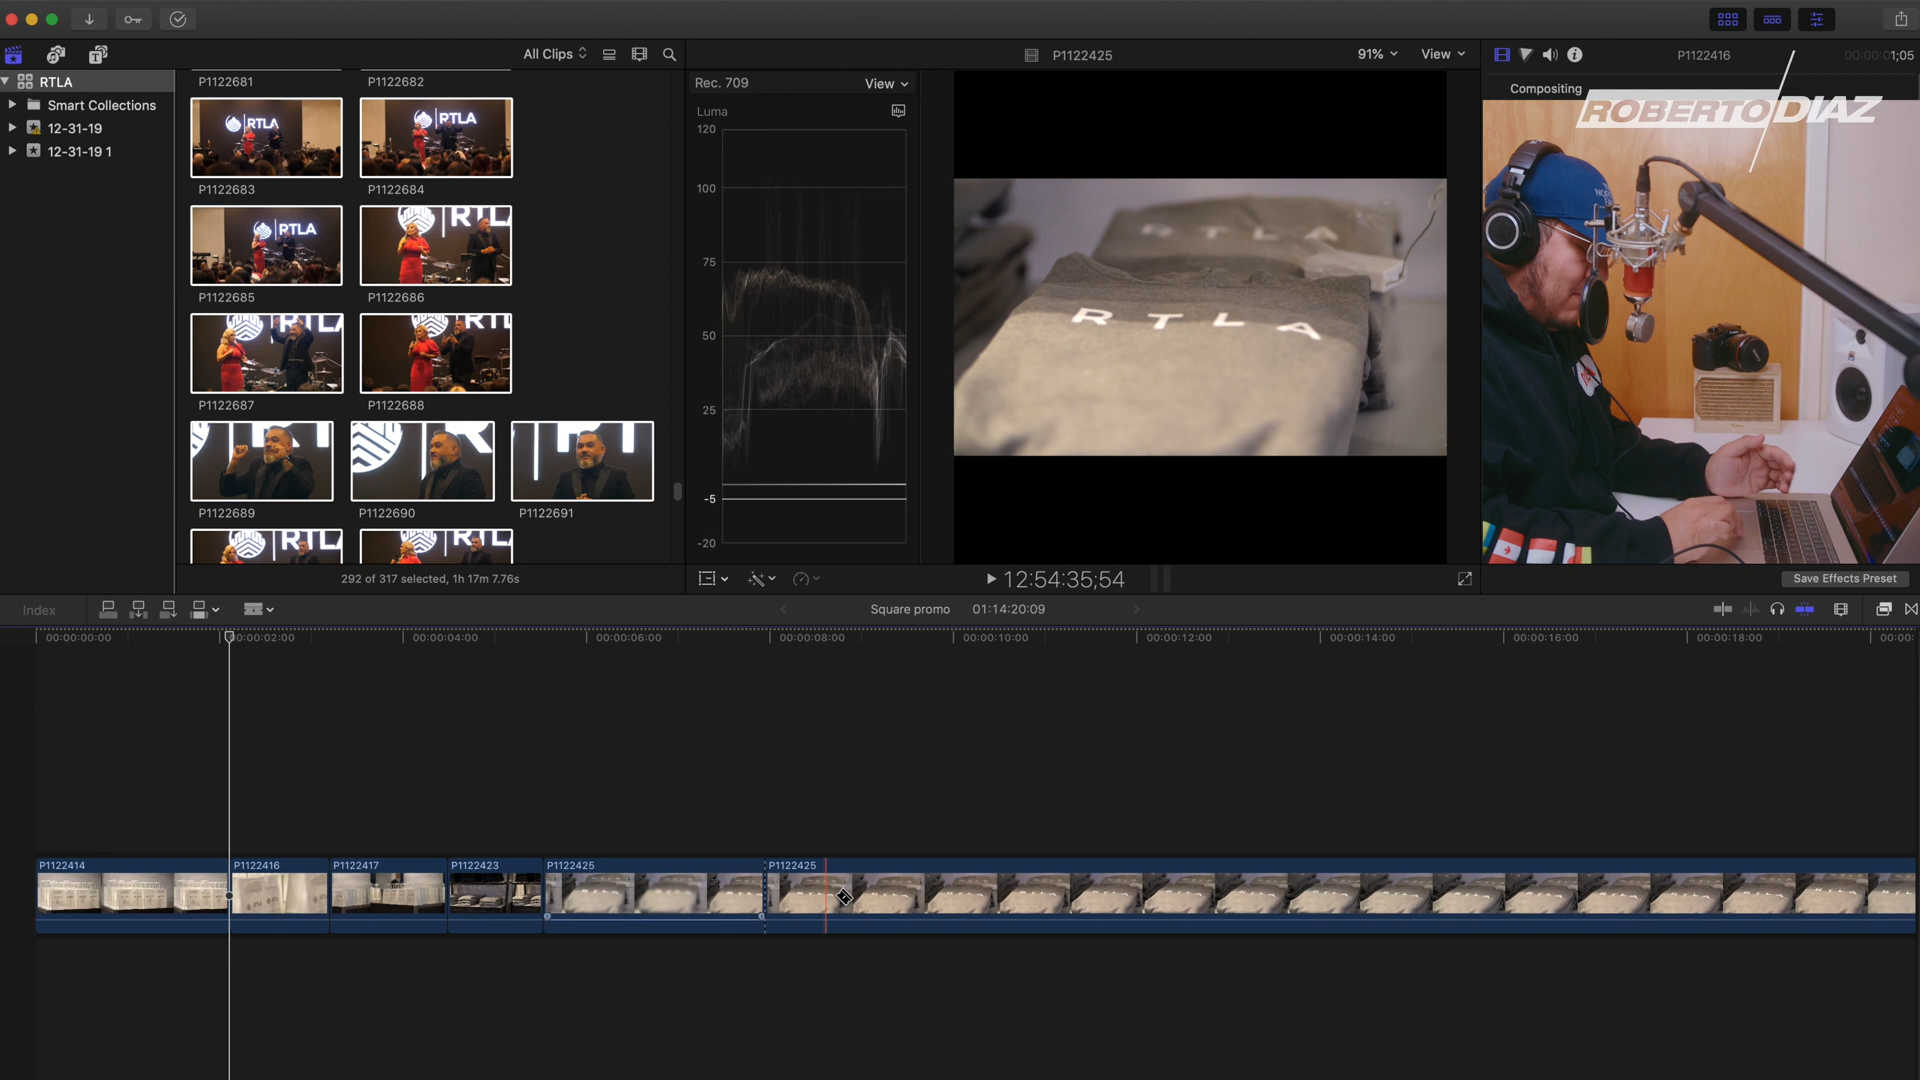 All Clips
P1122425
91%
View
P1122416
00:00:01;05
RTLA
P1122681
P1122682
Rec. 709
View
Compositing
Smart Collections
12-31-19
12-31-19 1
Luma
ROBERTO DIAZ
120
RTLA
RTLA
P1122683
P1122684
100
RTLA
RTLA
RTL
P1122685
P1122686
75
RTLA
50
P1122687
P1122688
25
P1122689
P1122690
P1122691
-5
-20
292 of 317 selected, 1h 17m 7.76s
12:54:35;54
Save Effects Preset
Index
Square promo
01:14:20:09
00:00:00:00
00:00:02:00
00:00:04:00
00:00:06:00
00:00:08:00
00:00:10:00
00:00:12:00
00:00:14:00
00:00:16:00
00:00:18:00
00:00:
P1122414
P1122416
P1122417
P1122423
P1122425
P1122425